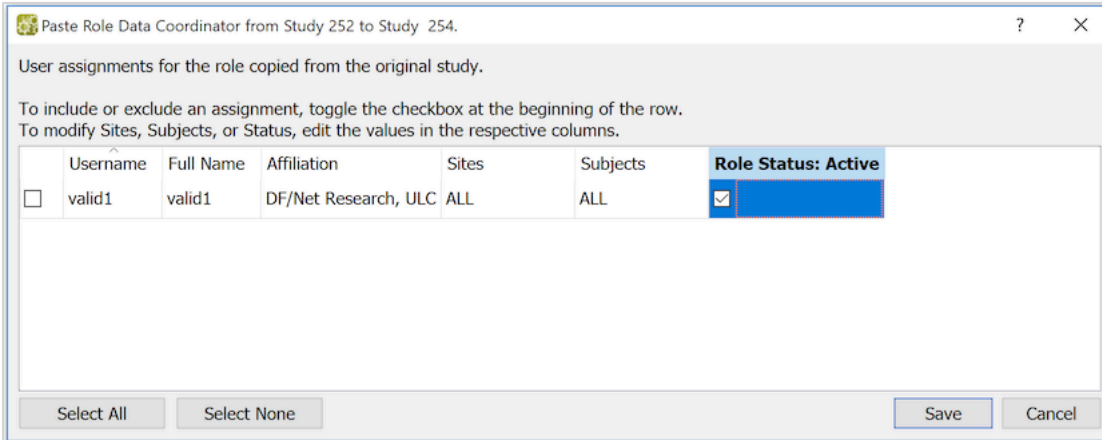 Paste Role Data Coordinator from Study 252 to Study  254.
User assignments for the role copied from the original study.
To include or exclude an assignment, toggle the checkbox at the beginning of the row.
To modify Sites, Subjects, or Status, edit the values in the respective columns.
Username Full Name Affiliation Sites Subjects Role Status: Active
valid1 valid1 DF/Net Research, ULC ALL ALL
Select All Select None Save Cancel